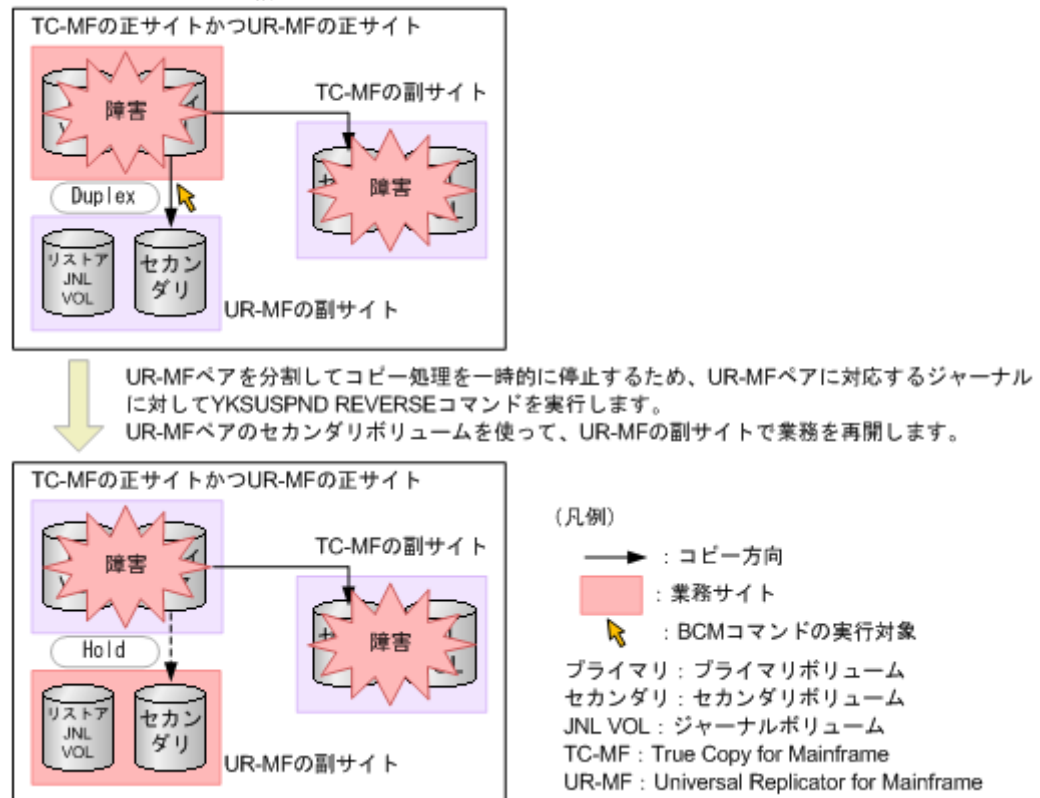 TC-MFの正サイトかつUR-MFの正サイト
障害
TC-MFの副サイト
障害
Duplex
リストア
JNL
VOL
セカン
ダリ
UR-MFの副サイト
UR-MFペアを分割してコピー処理を一時的に停止するため、UR-MFペアに対応するジャーナル
に対してYKSUSPND REVERSEコマンドを実行します。
UR-MFペアのセカンダリボリュームを使って、UR-MFの副サイトで業務を再開します。
TC-MFの正サイトかつUR-MFの正サイト
障害
TC-MFの副サイト
障害
Hold
リストア
JNL
VOL
セカン
ダリ
UR-MFの副サイト
（凡例）
：コピー方向
：業務サイト
：BCMコマンドの実行対象
プライマリ：プライマリボリューム
セカンダリ：セカンダリボリューム
JNL VOL：ジャーナルボリューム
TC-MF：True Copy for Mainframe
UR-MF：Universal Replicator for Mainframe